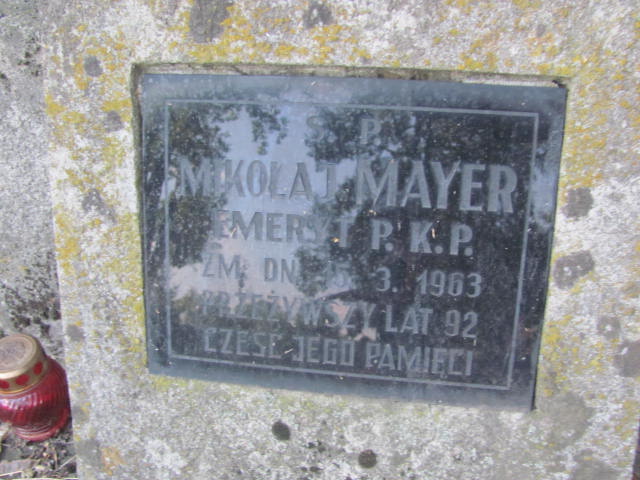 Ś. P.
MIKOŁAJ MAYER
EMERYT P. K. P.
ZM. DN. 15. 3. 1963
PRZEŻYWSZY LAT 92
CZEŚĆ JEGO PAMIĘCI